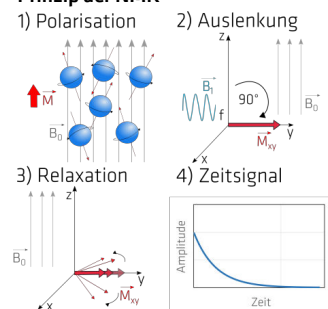 Prinzip der NMR
1) Polarisation
2) Auslenkung
M
B0
z
B1
f
90°
B0
y
Mxy
x
3) Relaxation
4) Zeitsignal
B0
z
y
Mxy
x
Amplitude
Zeit